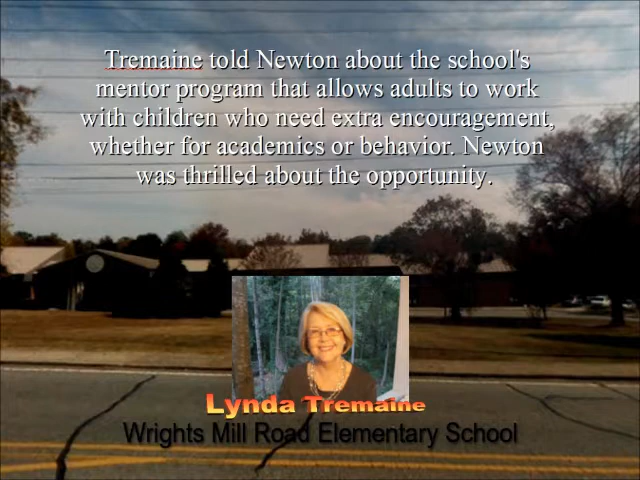 Tremaine told Newton about the school's
mentor program that allows adults to work
with children who need extra encouragement,
whether for academics or behavior. Newton
was thrilled about the opportunity.
Lynda Tremaine
Wrights Mill Road Elementary School